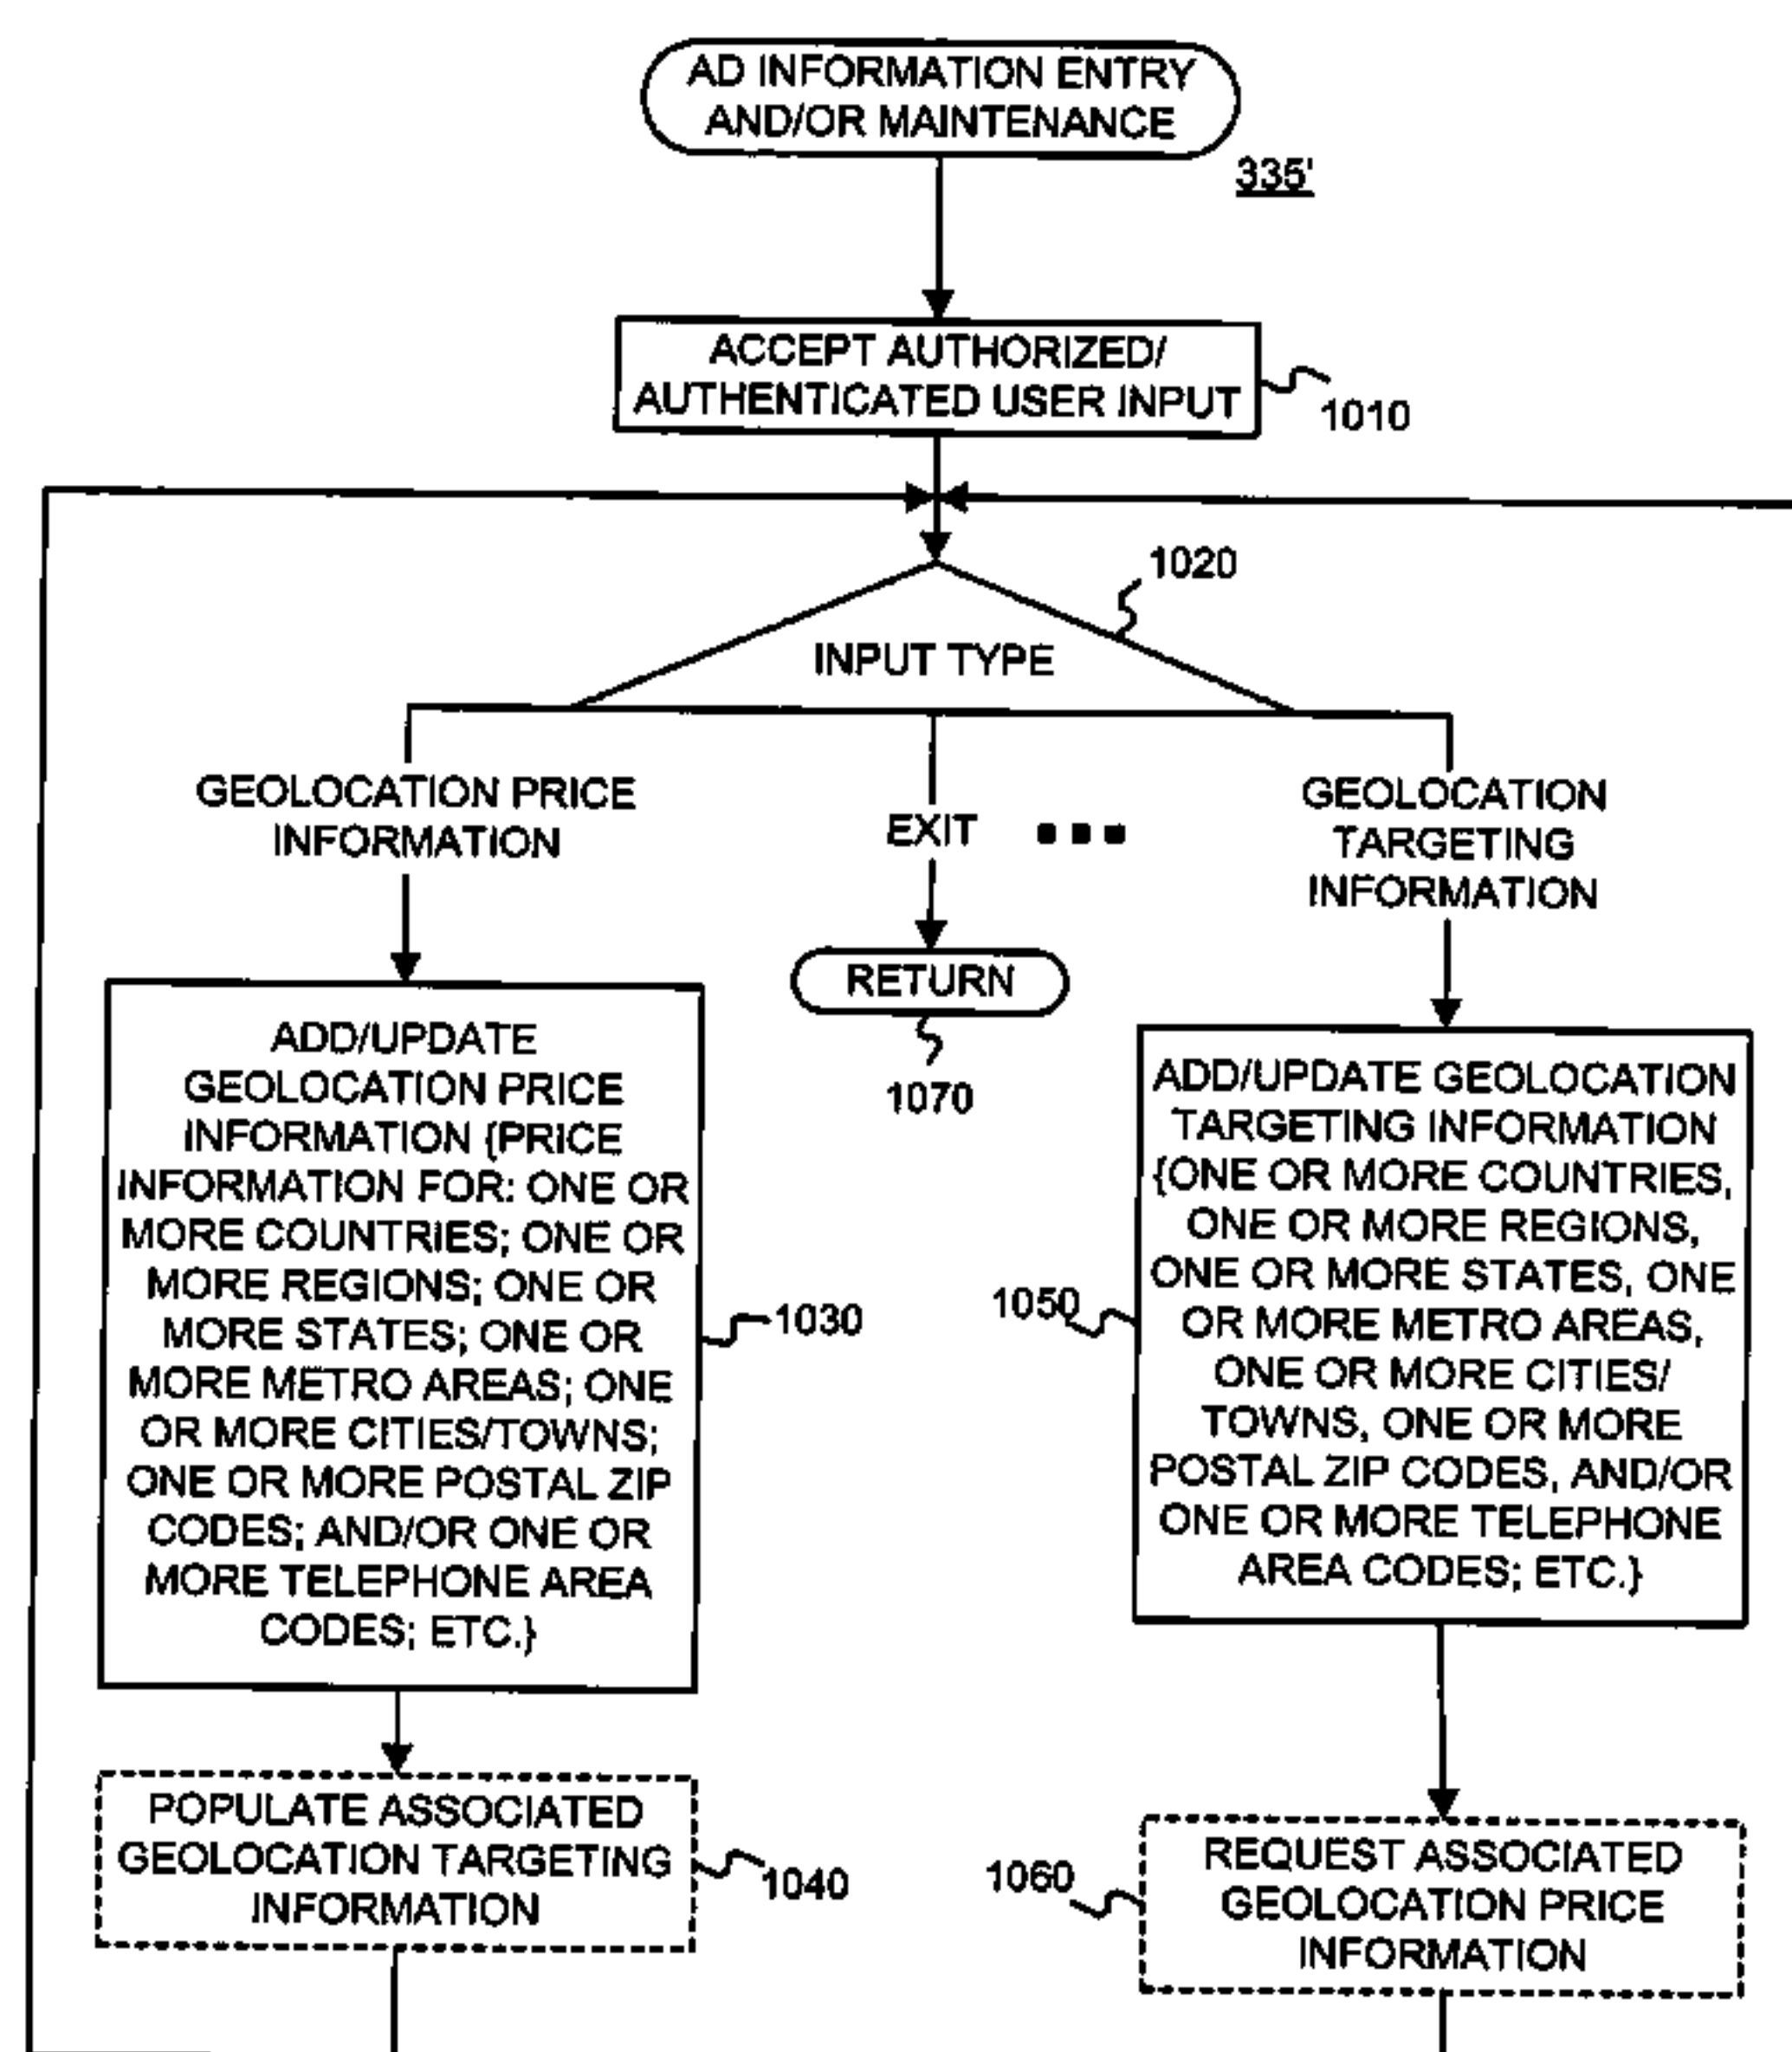 AD INFORMATION ENTRY
AND/OR MAINTENANCE
335'
ACCEPT AUTHORIZED/
AUTHENTICATED USER INPUT
1010
1020
INPUT TYPE
GEOLOCATION PRICE
INFORMATION
EXIT
GEOLOCATION
TARGETING
INFORMATION
RETURN
1070
ADD/UPDATE
GEOLOCATION PRICE
INFORMATION {PRICE
INFORMATION FOR: ONE OR
MORE COUNTRIES; ONE OR
MORE REGIONS; ONE OR
MORE STATES; ONE OR
MORE METRO AREAS; ONE
OR MORE CITIES/TOWNS;
ONE OR MORE POSTAL ZIP
CODES; AND/OR ONE OR
MORE TELEPHONE AREA
CODES; ETC.}
1030
ADD/UPDATE GEOLOCATION
TARGETING INFORMATION
{ONE OR MORE COUNTRIES,
ONE OR MORE REGIONS,
ONE OR MORE STATES, ONE
OR MORE METRO AREAS,
ONE OR MORE CITIES/
TOWNS, ONE OR MORE
POSTAL ZIP CODES, AND/OR
ONE OR MORE TELEPHONE
AREA CODES; ETC.}
1050
POPULATE ASSOCIATED
GEOLOCATION TARGETING
INFORMATION
1040
1060
REQUEST ASSOCIATED
GEOLOCATION PRICE
INFORMATION